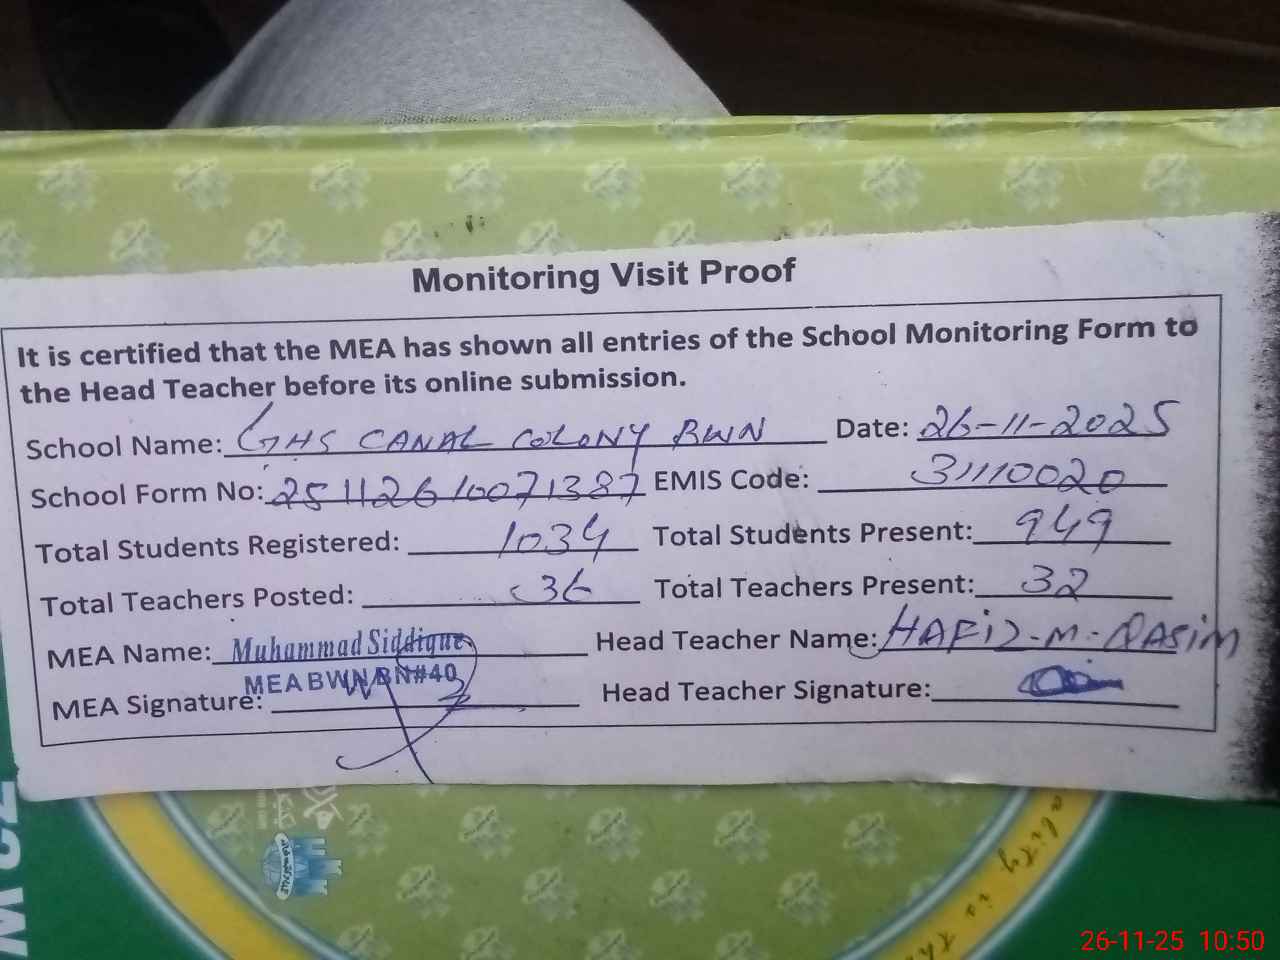 Monitoring Visit Proof
It is certified that the MEA has shown all entries of the School Monitoring Form to
the Head Teacher before its online submission.
School Name: GHS CANAL COLONY BWN Date: 26-11-2025
School Form No: 25112610071387 EMIS Code: 31110020
Total Students Registered: 1034 Total Students Present: 949
Total Teachers Posted: 36 Total Teachers Present: 32
MEA Name: Muhammad Siddique Head Teacher Name: HAFIZ-M-QASIM
MEA BWN BN#40
MEA Signature: Head Teacher Signature:
26-11-25 10:50